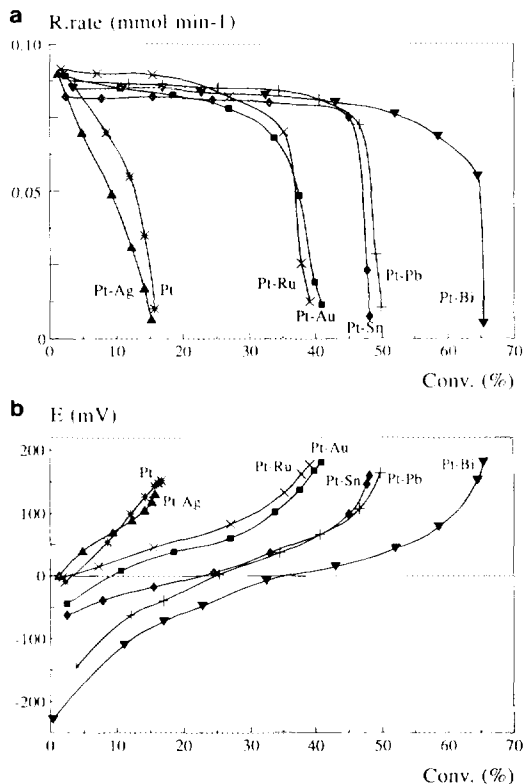 a
R.rate (mmol min-1)
0.10
0.05
0
Pt-Ag
Pt
Pt-Ru
Pt-Au
Pt-Sn
Pt-Pb
Pt-Bi
0 10 20 30 40 50 60 70
Conv. (%)
b
E (mV)
200
100
0
-100
-200
Pt
Pt-Ag
Pt-Ru
Pt-Au
Pt-Sn
Pt-Pb
Pt-Bi
0 10 20 30 40 50 60 70
Conv. (%)